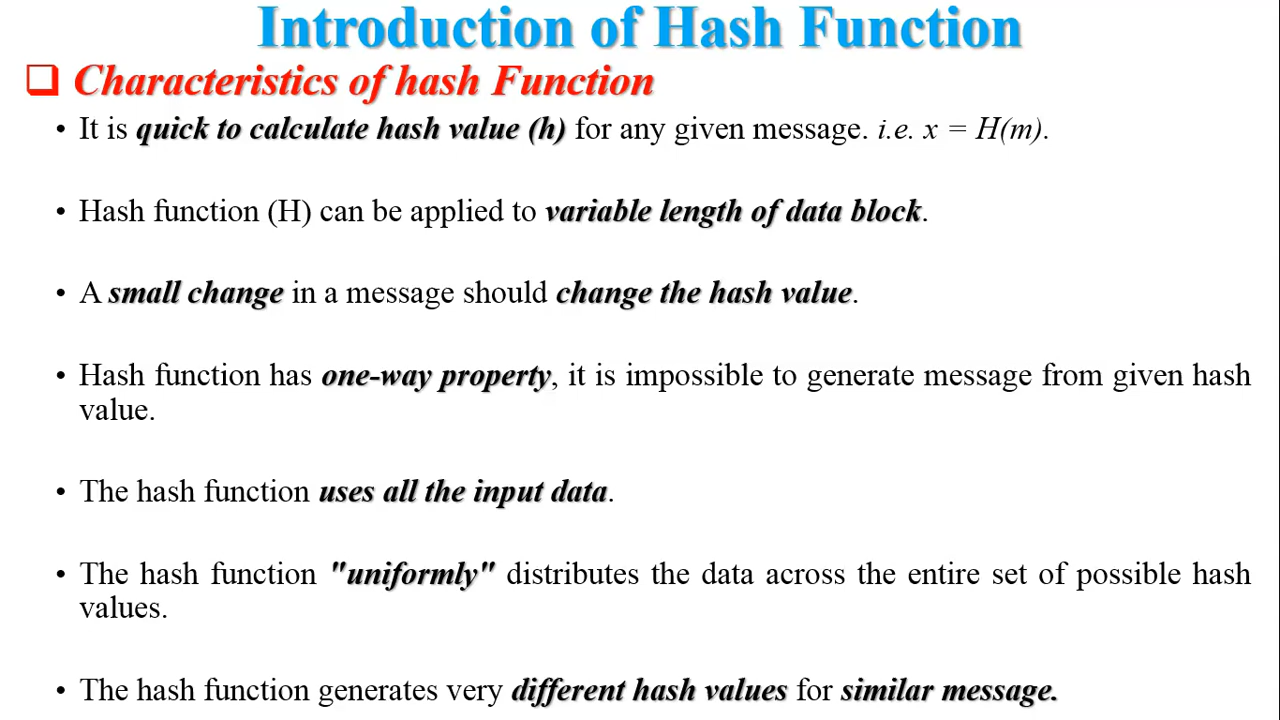 Introduction of Hash Function
Characteristics of hash Function
• It is quick to calculate hash value (h) for any given message. i.e. x = H(m).
• Hash function (H) can be applied to variable length of data block.
• A small change in a message should change the hash value.
• Hash function has one-way property, it is impossible to generate message from given hash
value.
• The hash function uses all the input data.
• The hash function "uniformly" distributes the data across the entire set of possible hash
values.
• The hash function generates very different hash values for similar message.